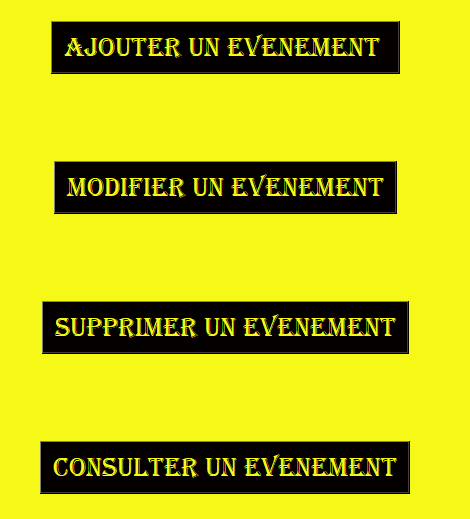 AJOUTER UN EVENEMENT
MODIFIER UN EVENEMENT
SUPPRIMER UN EVENEMENT
CONSULTER UN EVENEMENT